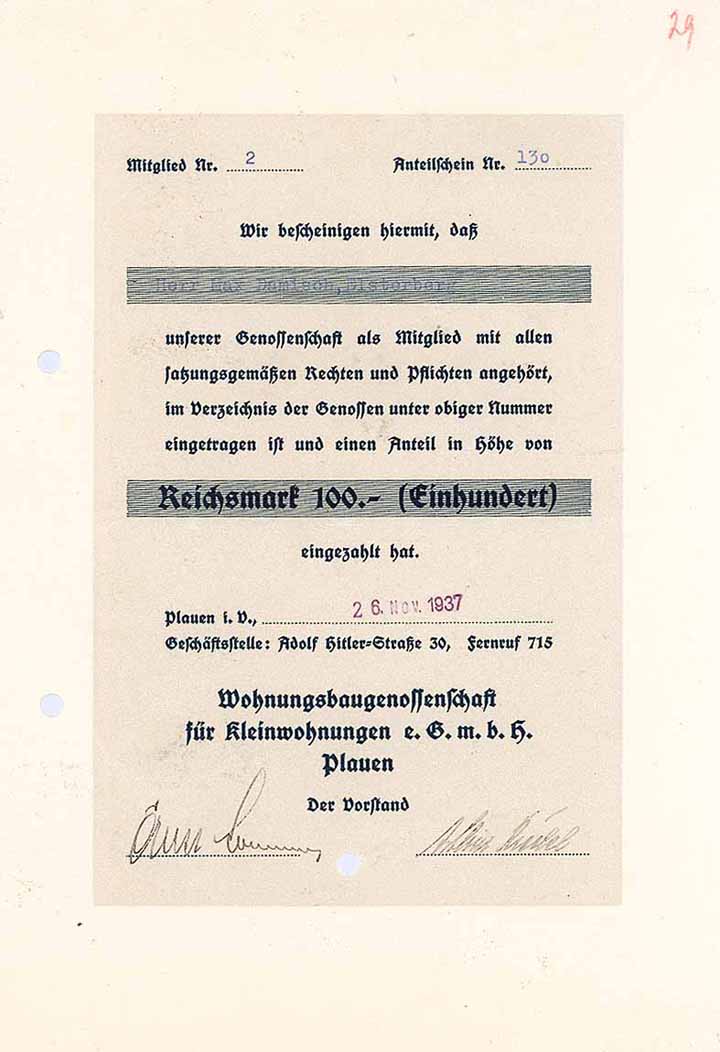 29
Mitglied Nr. 2 Anteilschein Nr. 130
Wir bescheinigen hiermit, daß
Herr Max Damisch, Elsterberg
unserer Genossenschaft als Mitglied mit allen
satzungsgemäßen Rechten und Pflichten angehört,
im Verzeichnis der Genossen unter obiger Nummer
eingetragen ist und einen Anteil in Höhe von
Reichsmark 100.- (Einhundert)
eingezahlt hat.
Plauen i. V., 26. Nov. 1937
Geschäftsstelle: Adolf Hitler-Straße 30, Fernruf 715
Wohnungsbaugenossenschaft
für Kleinwohnungen e. G. m. b. H.
Plauen
Der Vorstand